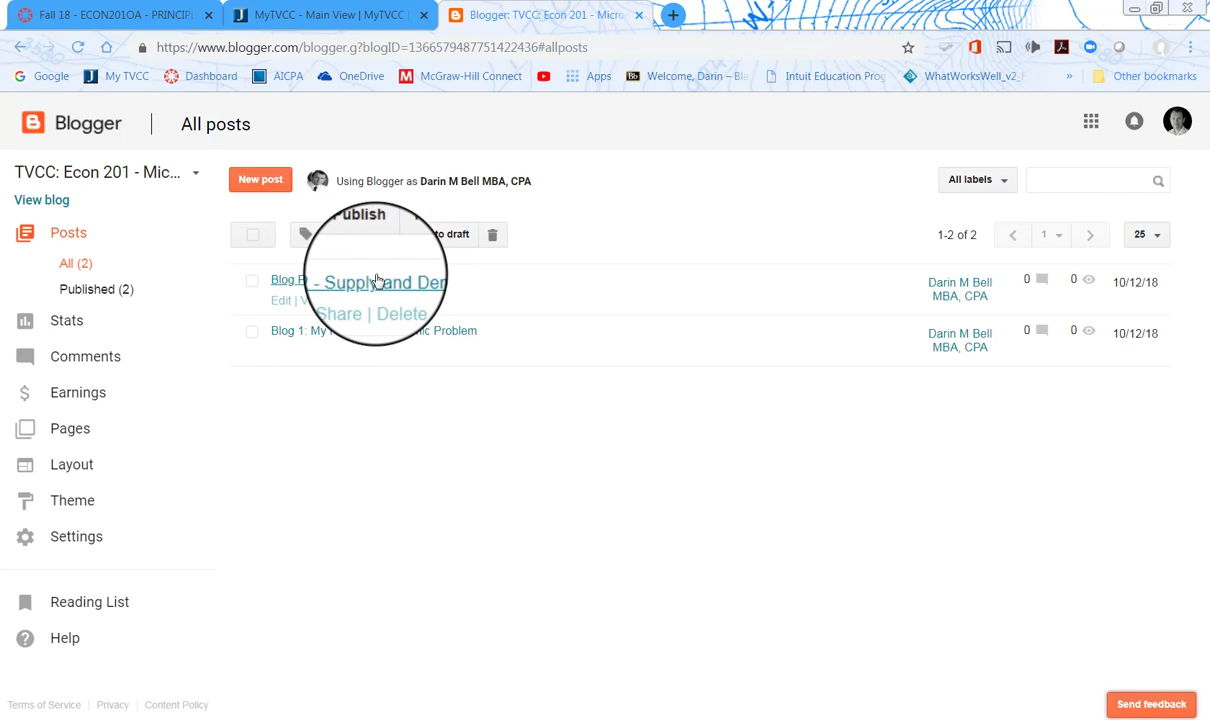 Fall 18 - ECON201OA - PRINCIPL
MyTVCC - Main View | MyTVCC |
Blogger: TVCC: Econ 201 - Micro
https://www.blogger.com/blogger.g?blogID=1366579487751422436#allposts
Google
My TVCC
Dashboard
AICPA
OneDrive
McGraw-Hill Connect
Apps
Welcome, Darin – Bla
Intuit Education Prog
WhatWorksWell_v2_
»
Other bookmarks
Blogger
All posts
TVCC: Econ 201 - Mic...
View blog
New post
Using Blogger as Darin M Bell MBA, CPA
All labels
Publish
to draft
1-2 of 2
1
25
Posts
All (2)
Published (2)
Blog
- Supply and Der
Edit |
Share | Delete
Darin M Bell
MBA, CPA
0
0
10/12/18
Blog 1: My
Problem
Darin M Bell
MBA, CPA
0
0
10/12/18
Stats
Comments
Earnings
Pages
Layout
Theme
Settings
Reading List
Help
Terms of Service
Privacy
Content Policy
Send feedback